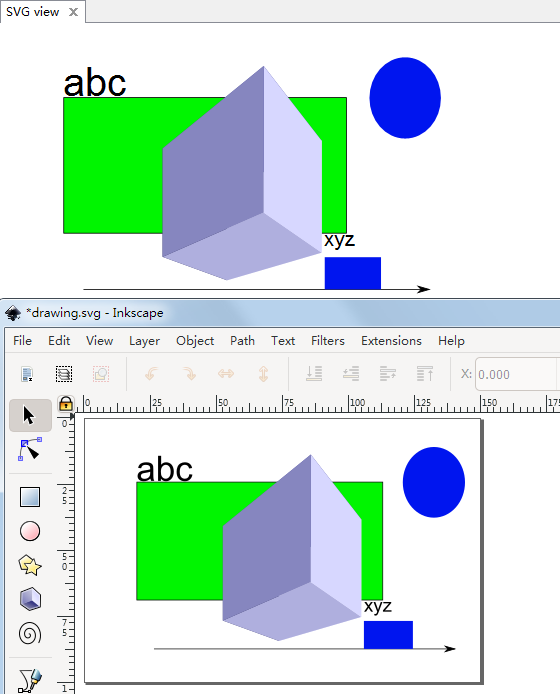 SVG view
abc
xyz
*drawing.svg - Inkscape
File Edit View Layer Object Path Text Filters Extensions Help
X: 0.000
0 25 50 75 100 125 150 175
abc
xyz
0
25
50
75
1